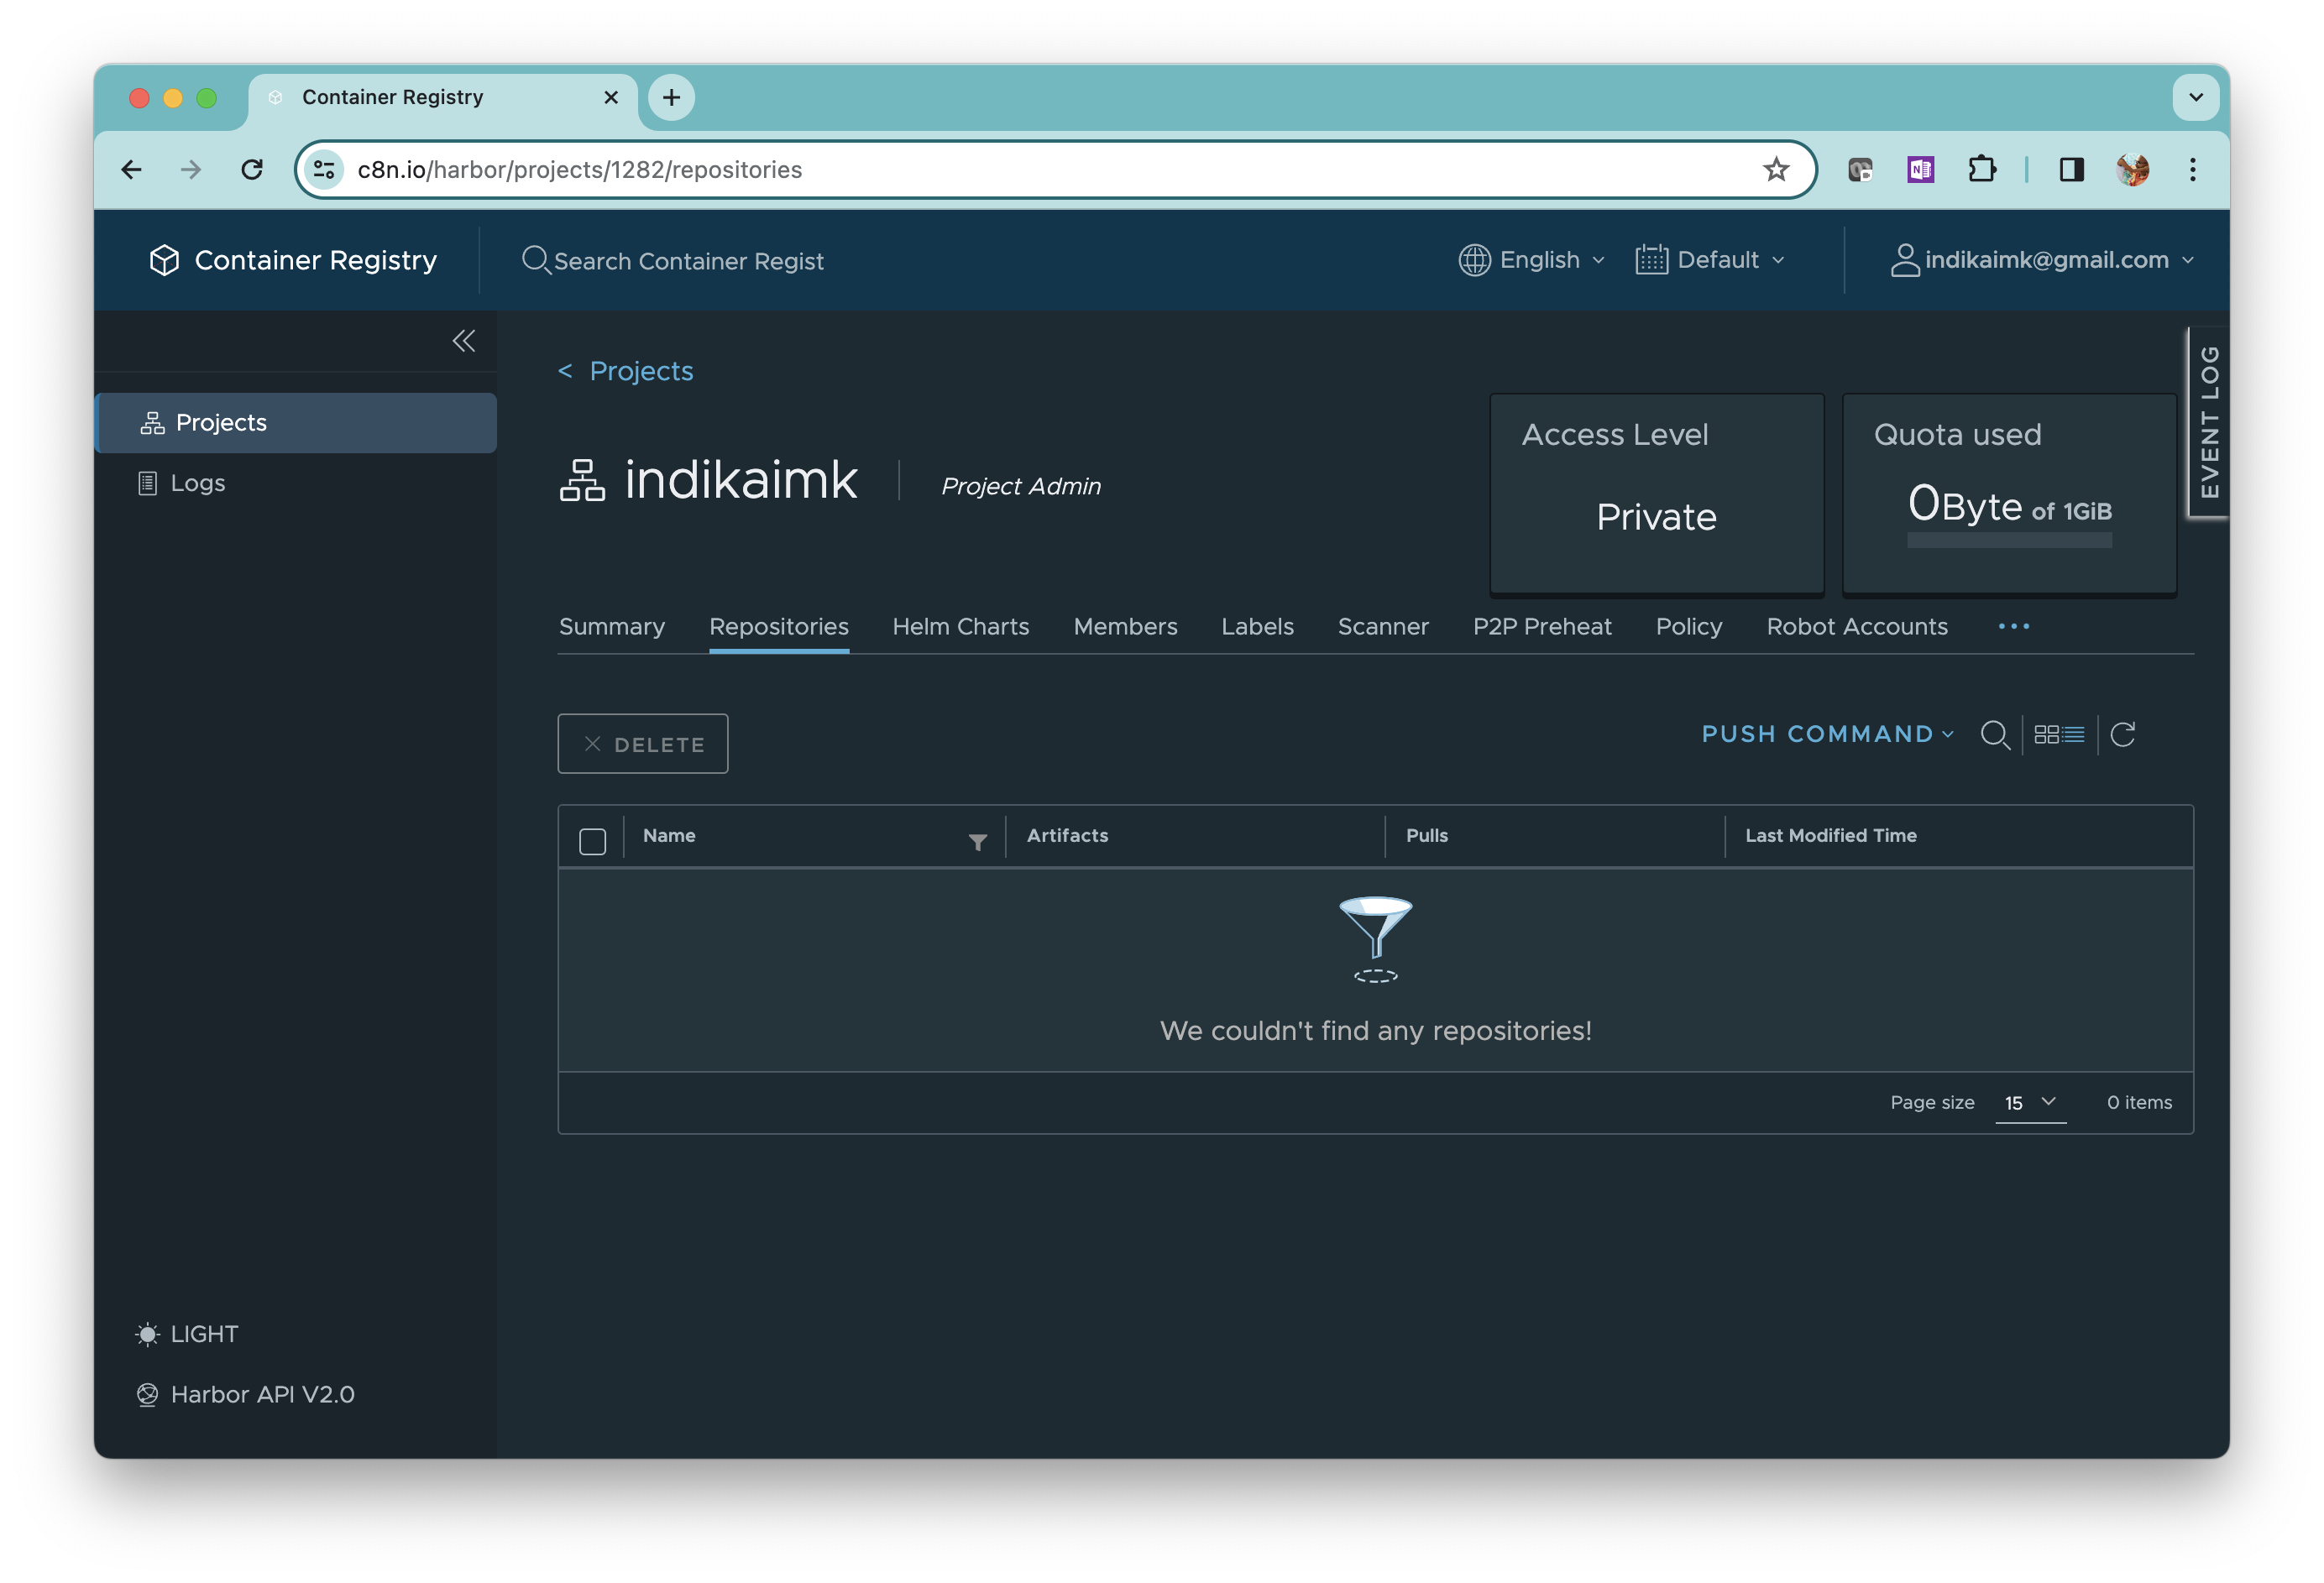 Container Registry
c8n.io/harbor/projects/1282/repositories
Container Registry
Search Container Regist
English
Default
indikaimk@gmail.com
Projects
Logs
LIGHT
Harbor API V2.0
< Projects
indikaimk
Project Admin
Access Level
Private
Quota used
0Byte of 1GiB
EVENT LOG
Summary Repositories Helm Charts Members Labels Scanner P2P Preheat Policy Robot Accounts ...
DELETE
PUSH COMMAND
Name Artifacts Pulls Last Modified Time
We couldn't find any repositories!
Page size 15 0 items